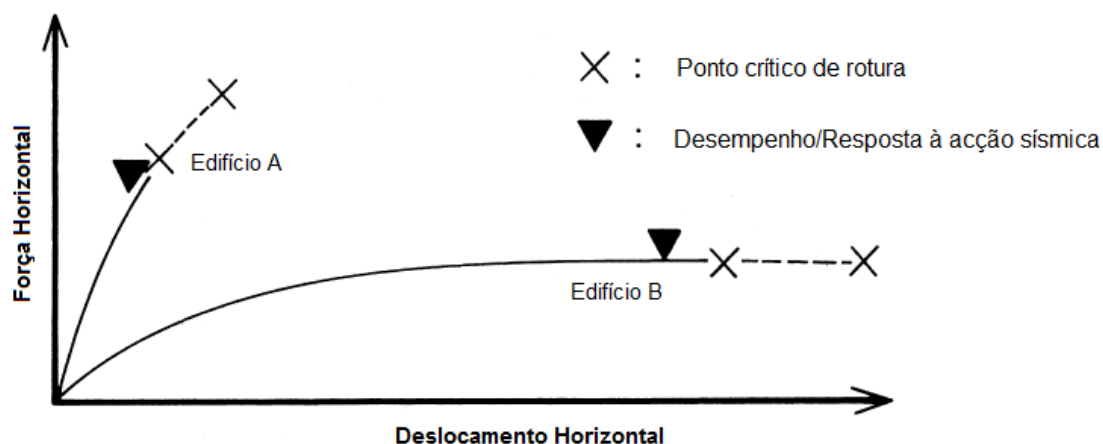 Força Horizontal
: Ponto crítico de rotura
: Desempenho/Resposta à acção sísmica
Edifício A
Edifício B
Deslocamento Horizontal